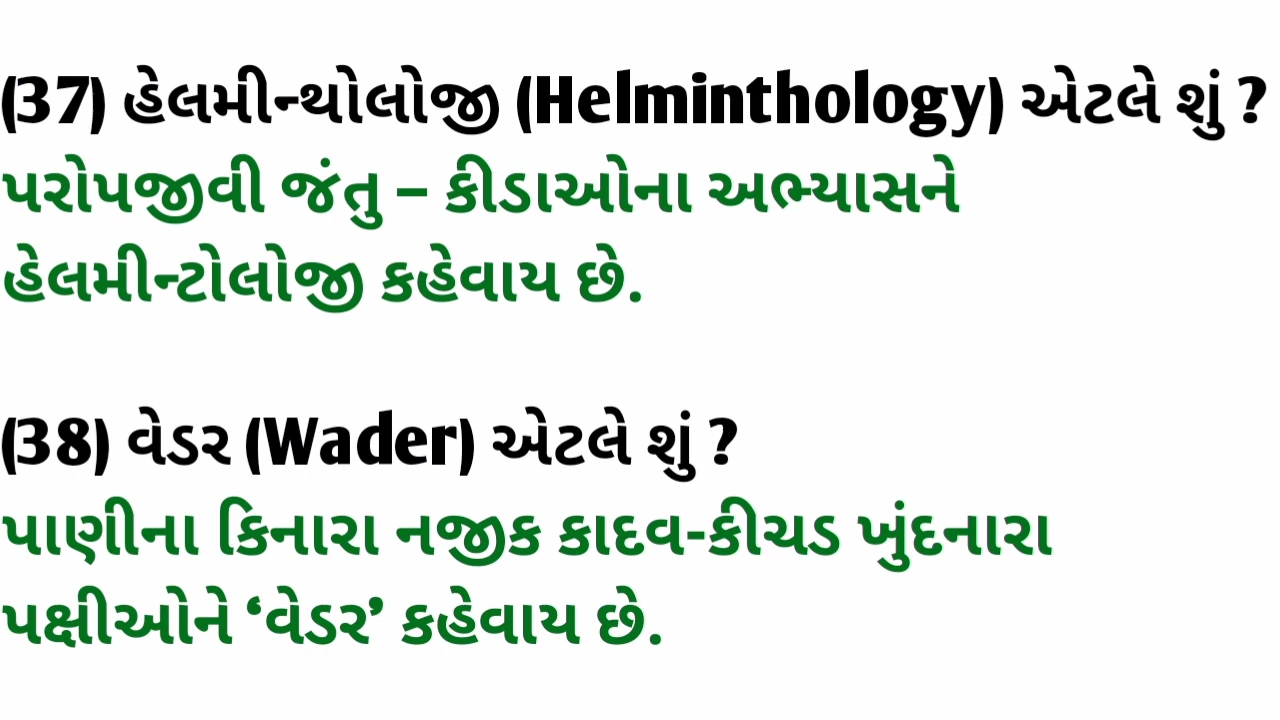 (37) હેલમીન્થોલોજી (Helminthology) એટલે શું ?
પરોપજીવી જંતુ – કીડાઓના અભ્યાસને
હેલમીન્ટોલોજી કહેવાય છે.
(38) વેડર (Wader) એટલે શું ?
પાણીના કિનારા નજીક કાદવ-કીચડ ખુંદનારા
પક્ષીઓને ‘વેડર’ કહેવાય છે.